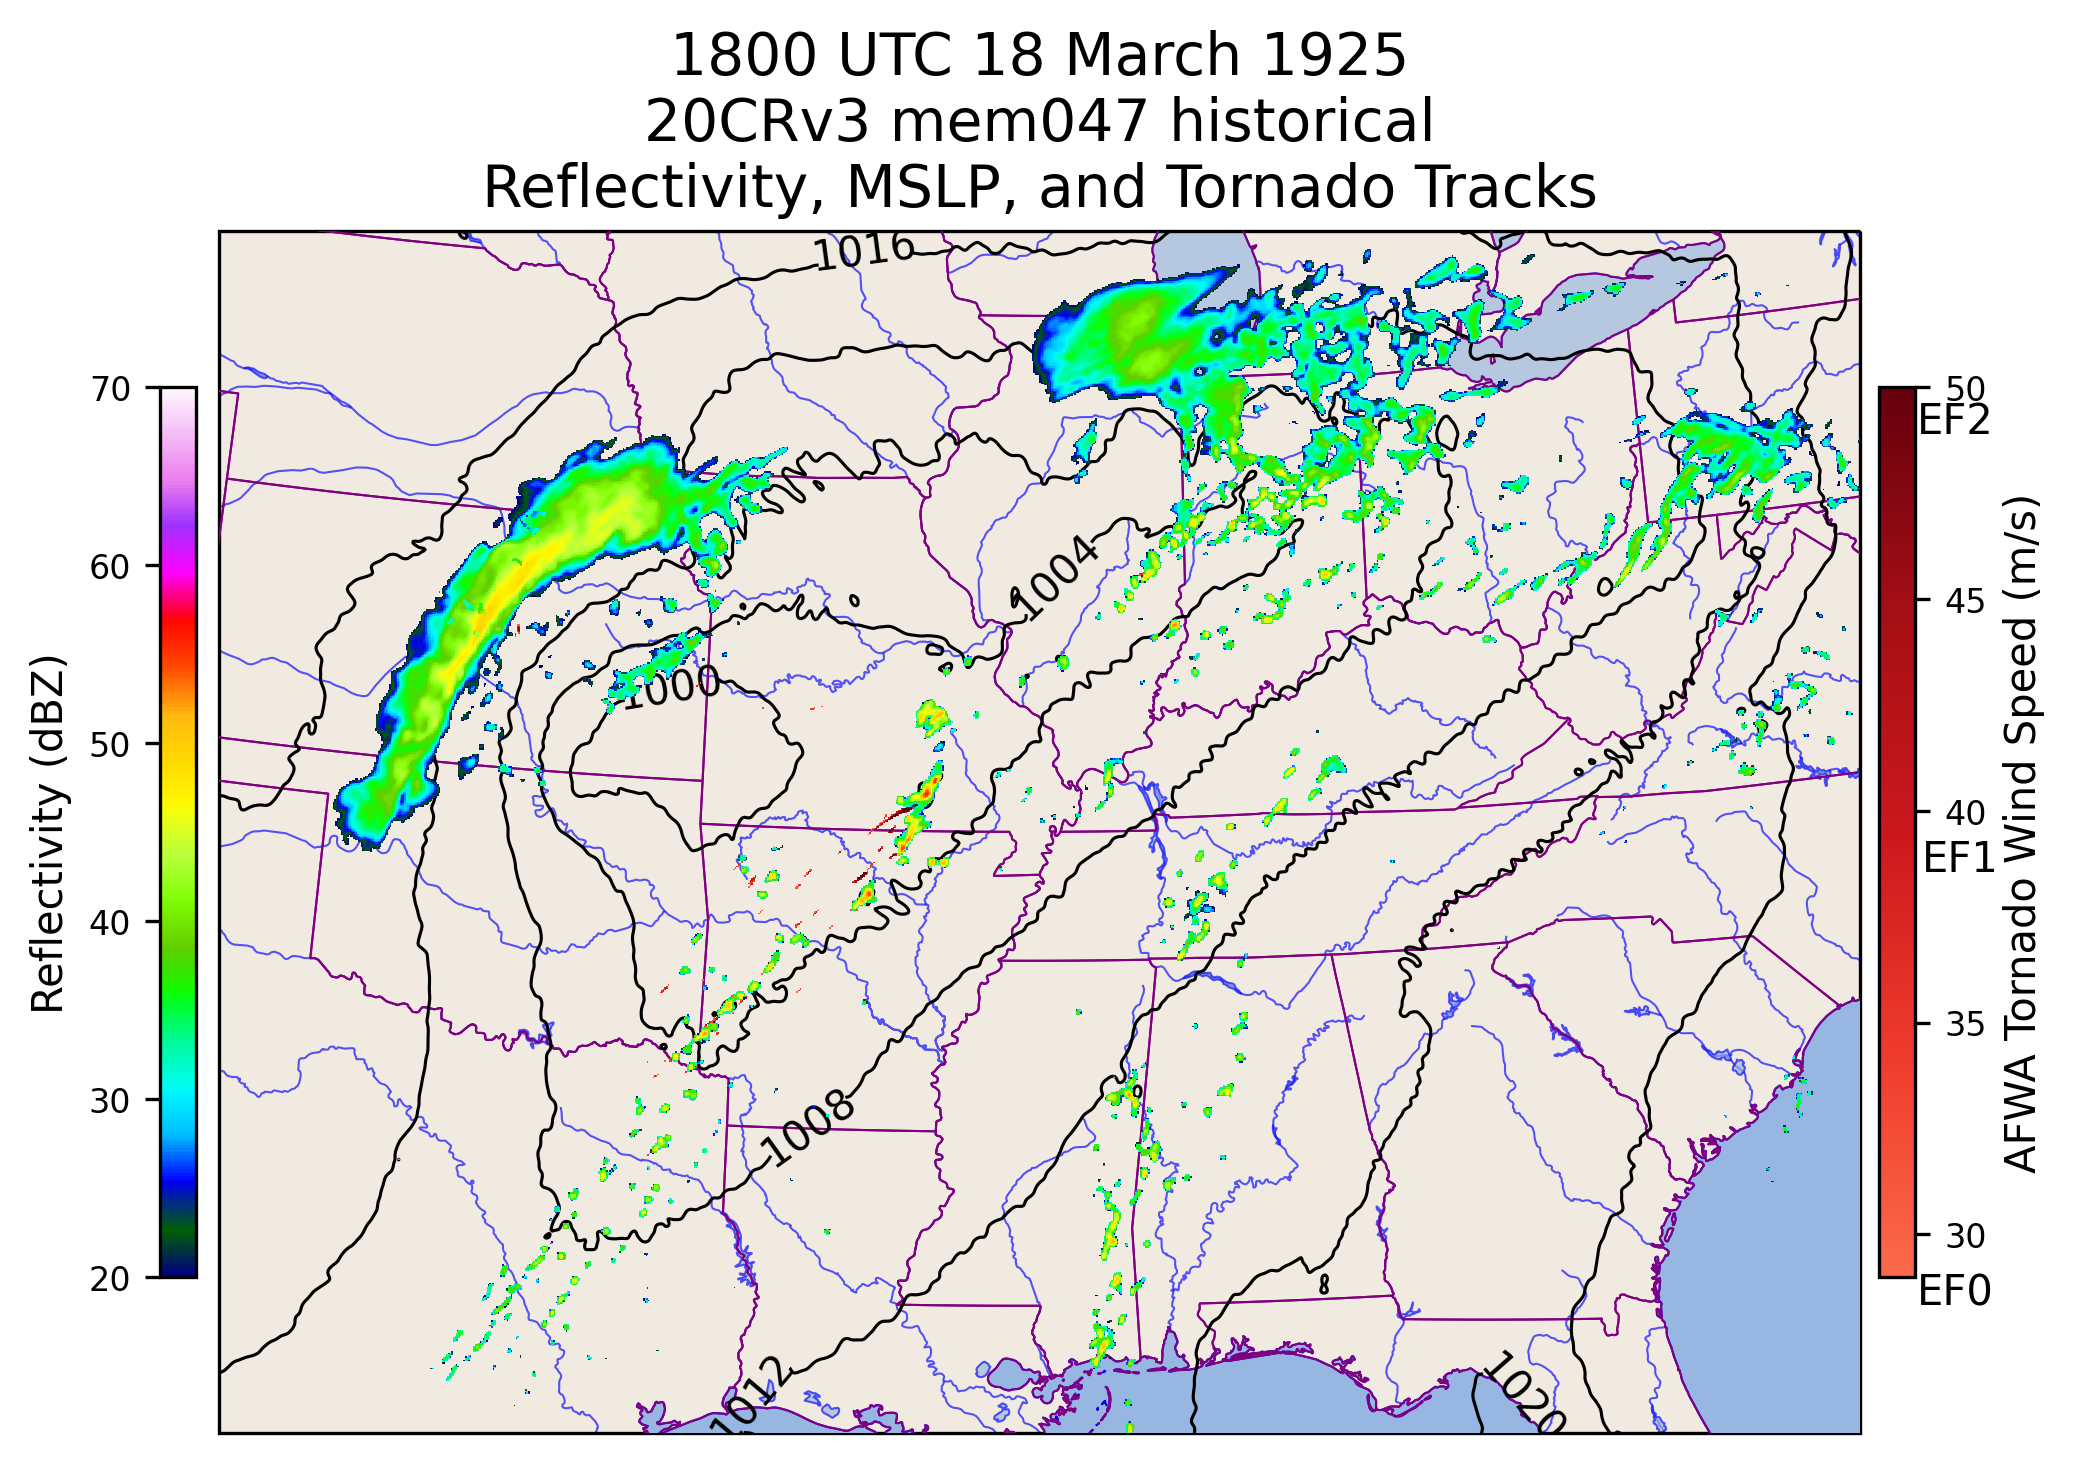 1800 UTC 18 March 1925
20CRv3 mem047 historical
Reflectivity, MSLP, and Tornado Tracks
1016
1004
1000
1008
1012
1020
Reflectivity (dBZ)
70
60
50
40
30
20
50
EF2
45
40
EF1
35
30
EF0
AFWA Tornado Wind Speed (m/s)